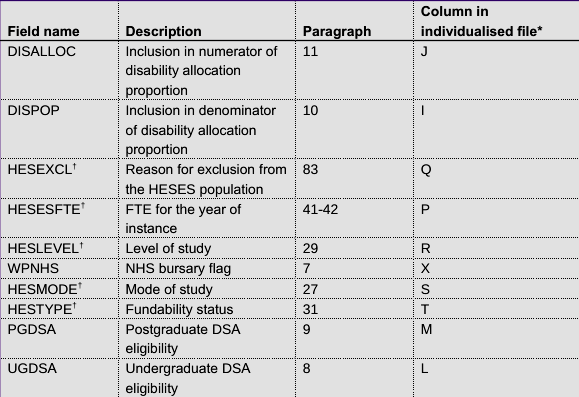 Field name Description Paragraph Column in individualised file*
DISALLOC Inclusion in numerator of 11 J
disability allocation
proportion
DISPOP Inclusion in denominator 10 I
of disability allocation
proportion
HESEXCL† Reason for exclusion from 83 Q
the HESES population
HESESFTE† FTE for the year of 41-42 P
instance
HESLEVEL† Level of study 29 R
WPNHS NHS bursary flag 7 X
HESMODE† Mode of study 27 S
HESTYPE† Fundability status 31 T
PGDSA Postgraduate DSA 9 M
eligibility
UGDSA Undergraduate DSA 8 L
eligibility